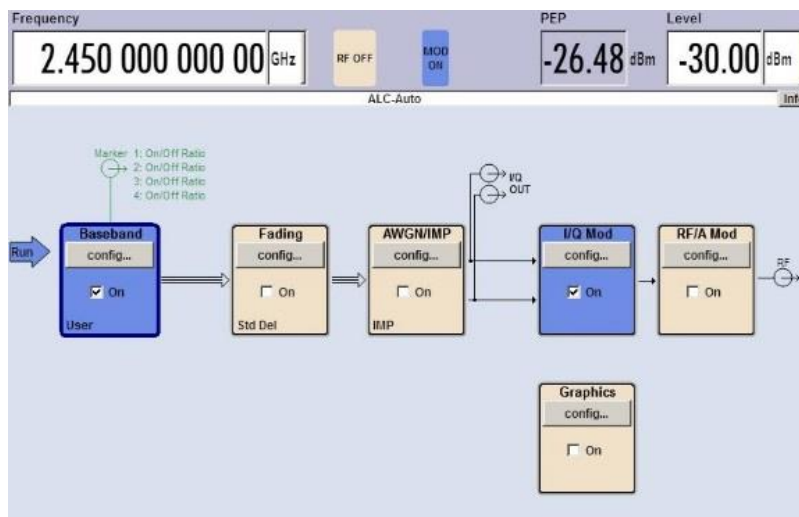 Frequency
PEP
Level
2.450 000 000 00 GHz
RF OFF
MOD
ON
-26.48 dBm
-30.00 dBm
ALC-Auto
Inf
Marker 1: On/Off Ratio
2: On/Off Ratio
3: On/Off Ratio
4: On/Off Ratio
I/Q
OUT
Run
Baseband
config...
On
User
Fading
config...
On
Std Del
AWGN/IMP
config...
On
IMP
I/Q Mod
config...
On
RF/A Mod
config...
On
RF
Graphics
config...
On